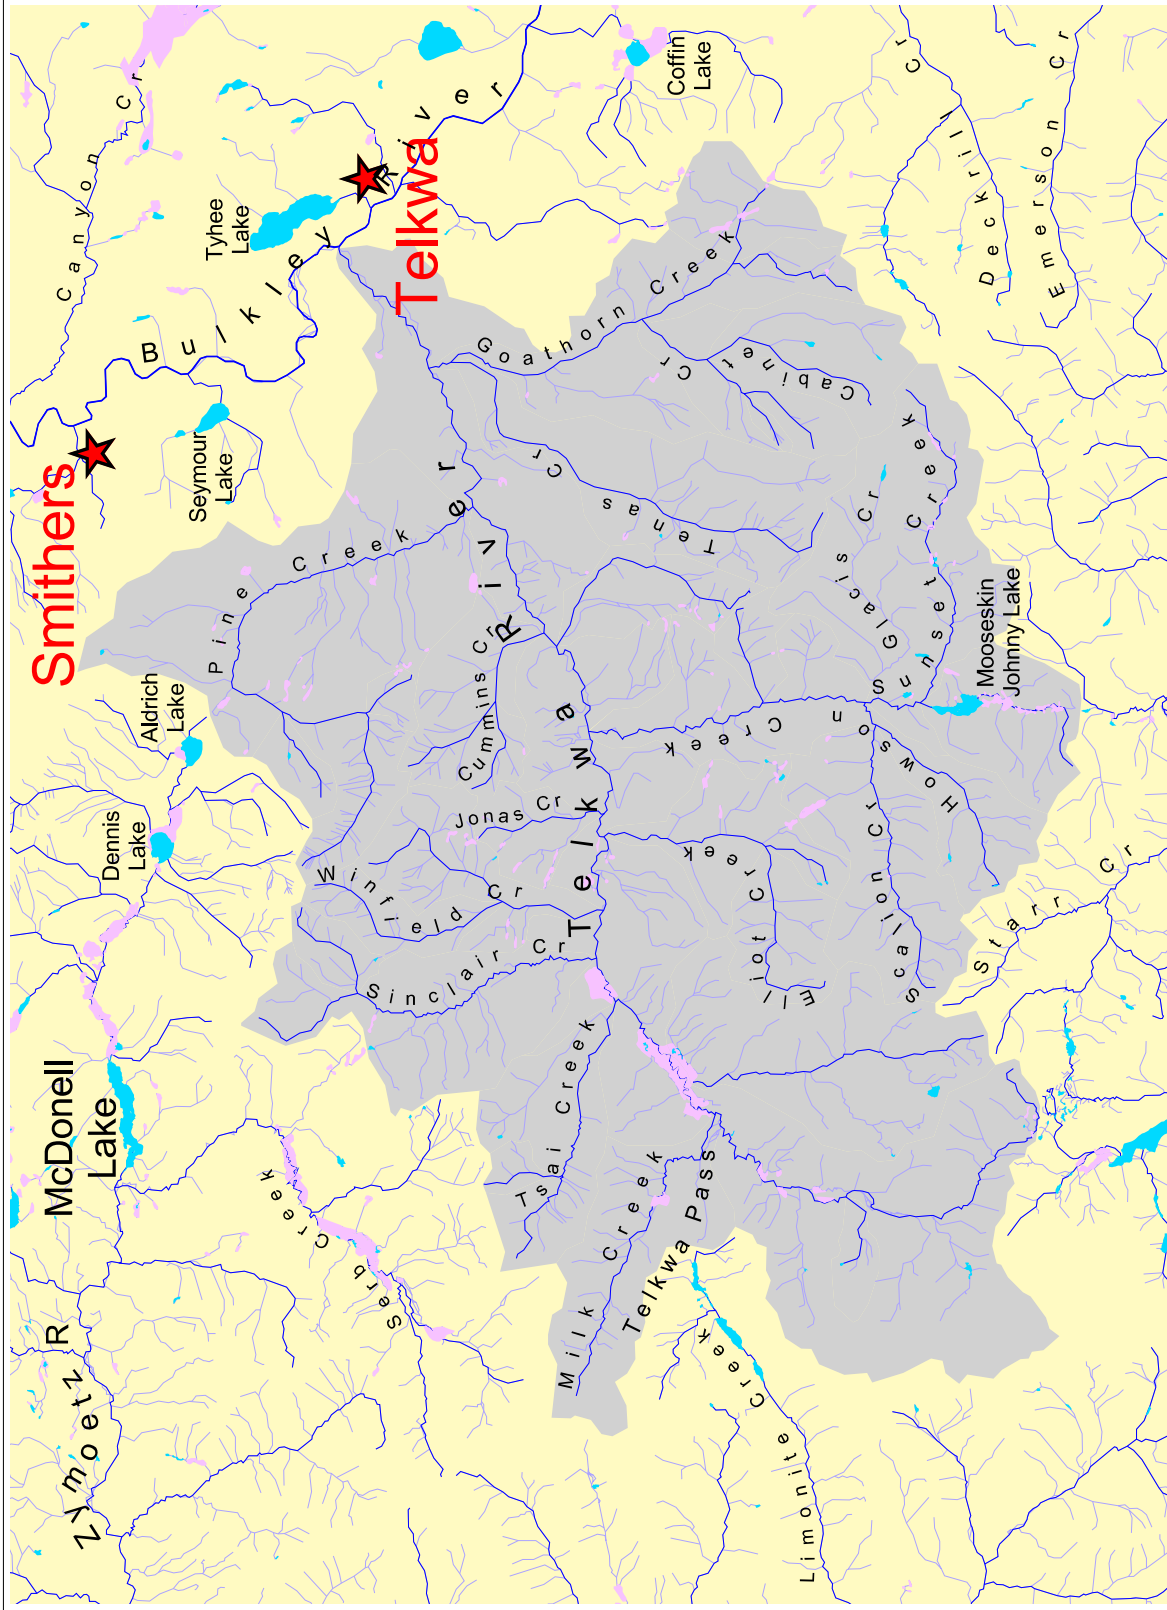 Smithers
Telkwa
Canyon Cr
Bulkley River
Tyhee
Lake
Coffin
Lake
Seymour
Lake
Deckrill Cr
Emerson Cr
Goathorn Creek
Cabinet Cr
Tenas Cr
Pine Creek
Telkwa River
Cummins Cr
Jonas Cr
Winfield Cr
Sinclair Cr
Glacis Cr
Sunset Creek
Mooseskin
Johnny Lake
Howson Creek
Scallon Cr
Elliot Creek
Starr Cr
Aldrich
Lake
Dennis
Lake
McDonell
Lake
Tsai Creek
Milk Creek
Telkwa Pass
Limonite Creek
Serb Creek
Zymoetz R